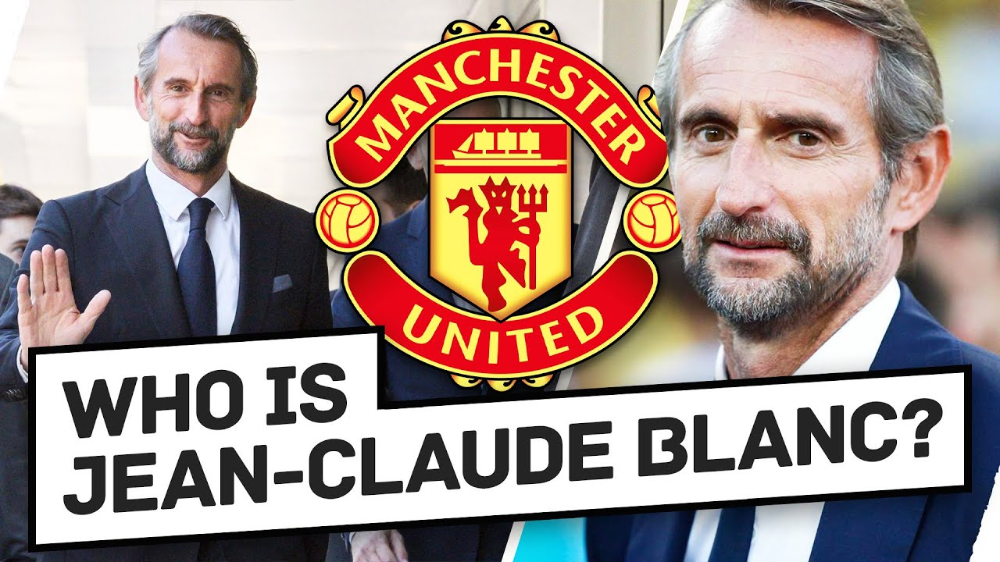 MANCHESTER
UNITED
WHO IS
JEAN-CLAUDE BLANC?